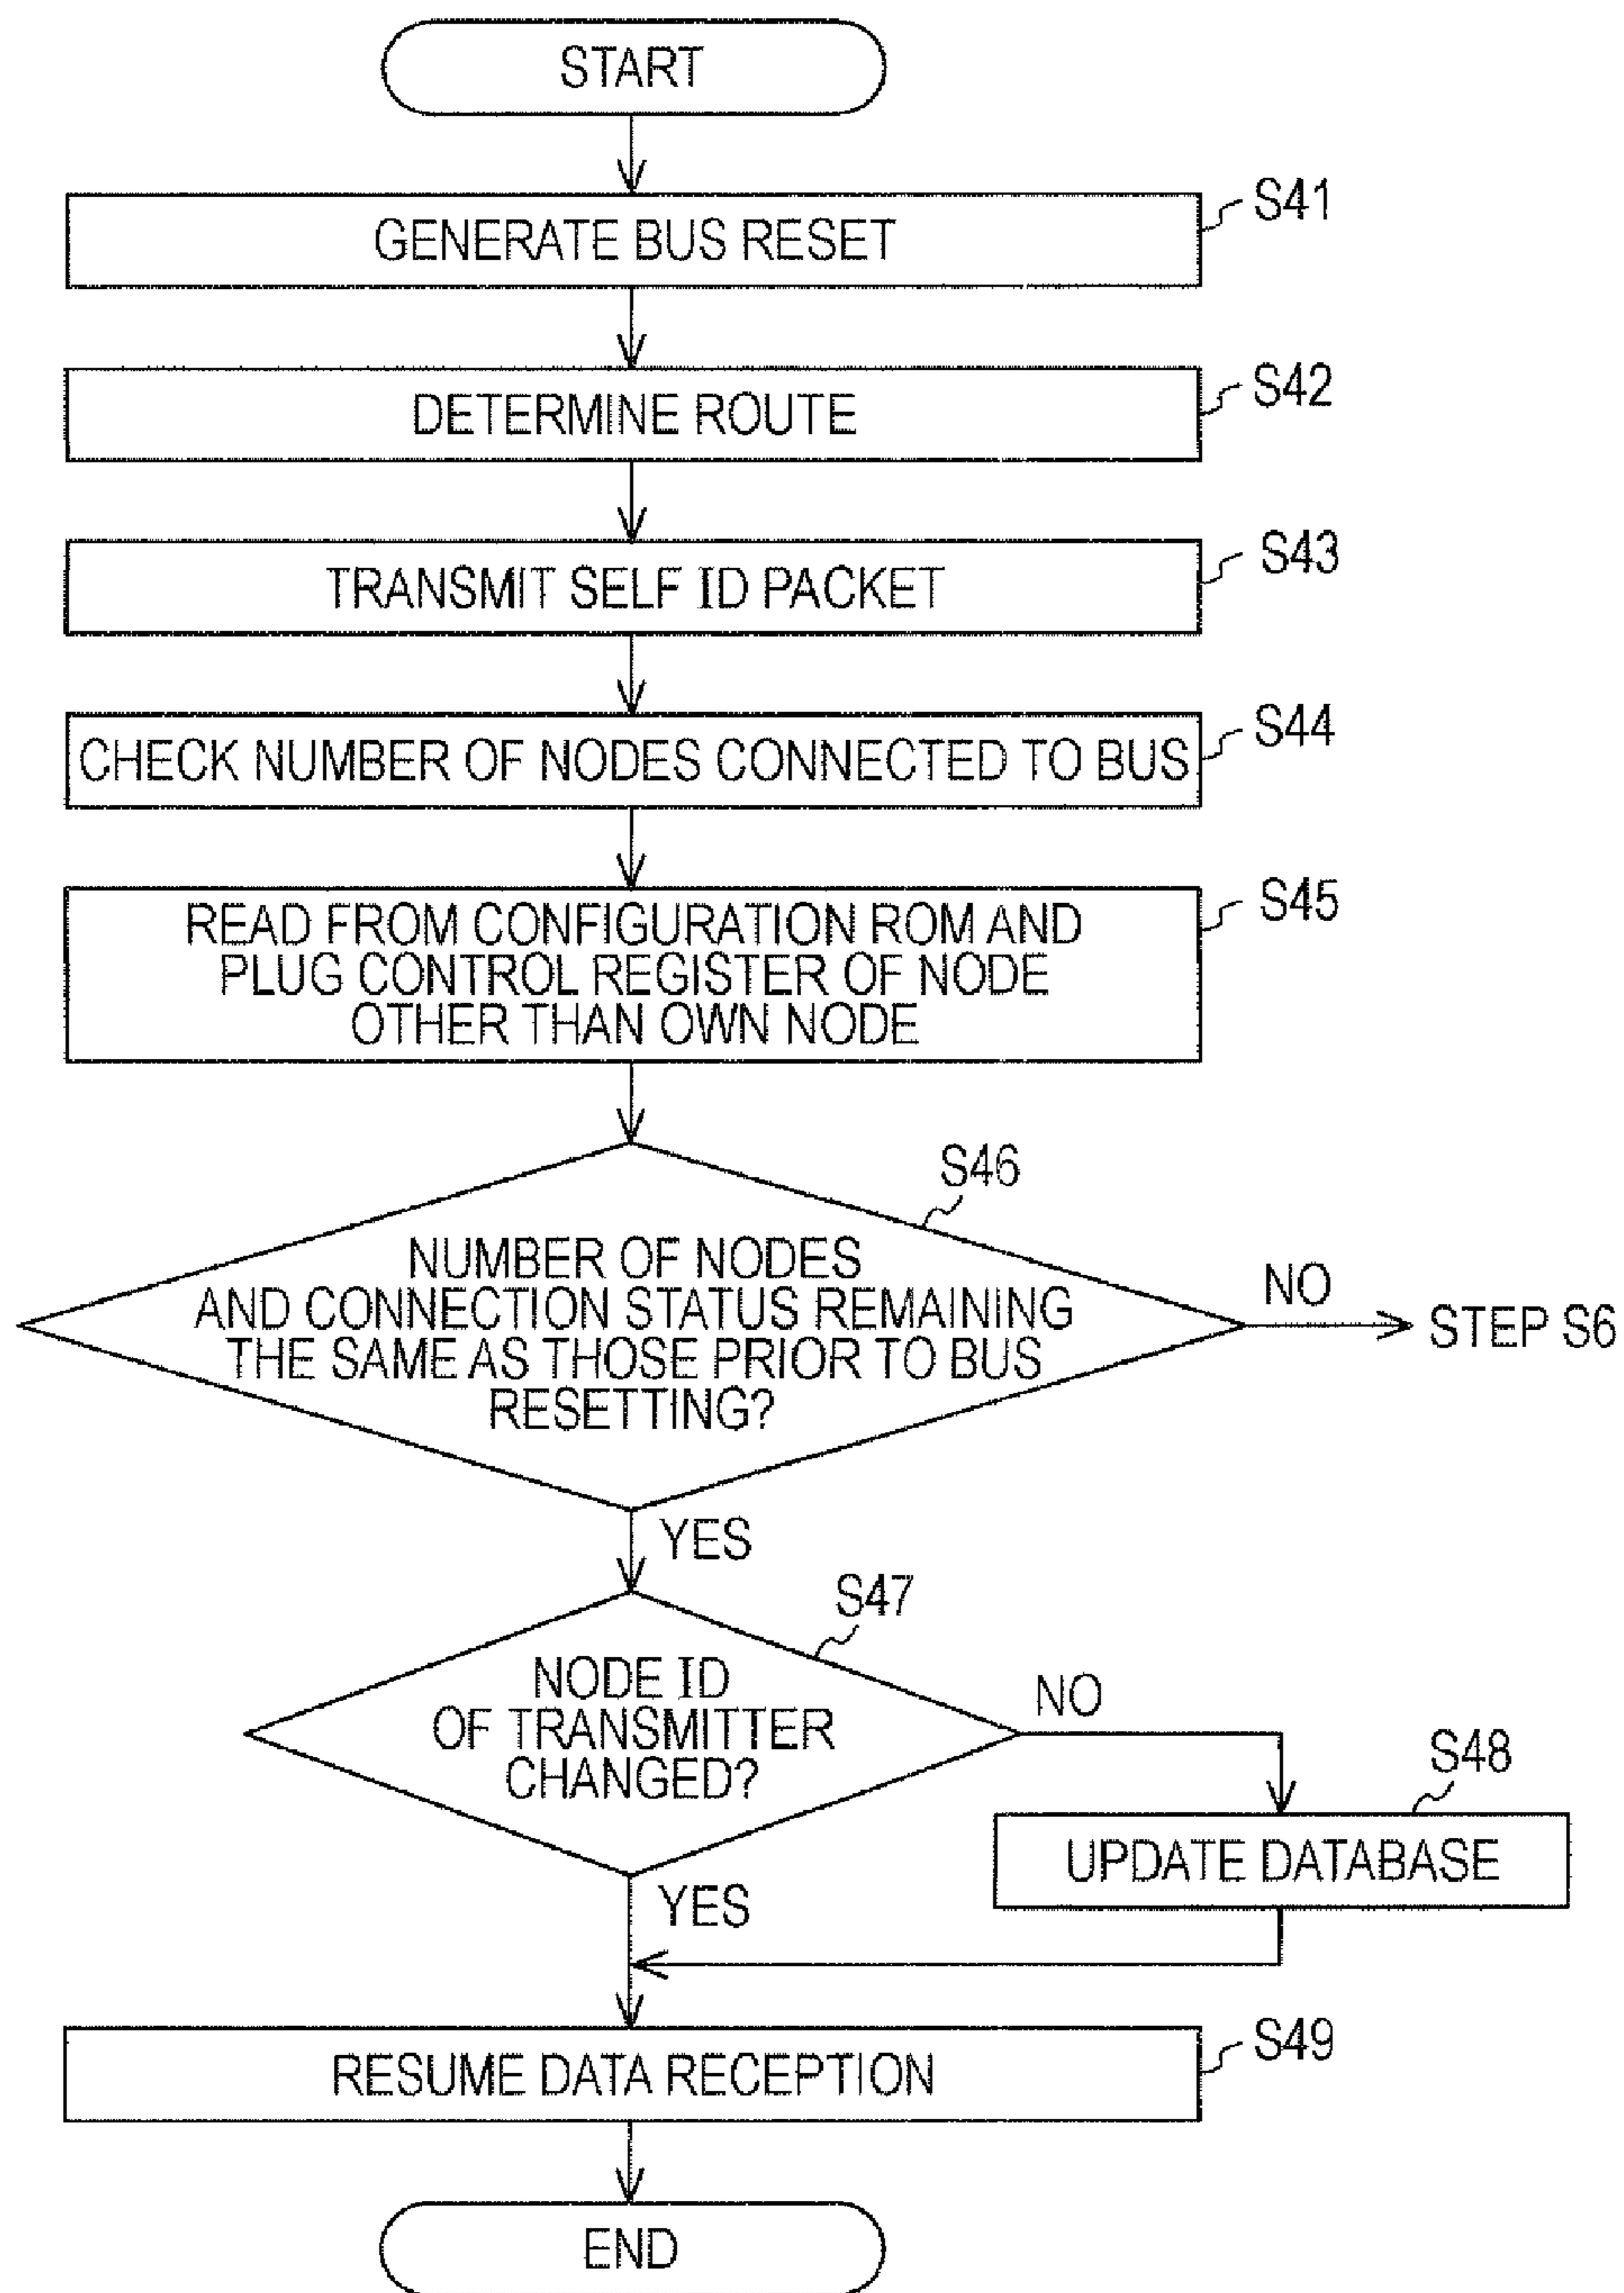 START
GENERATE BUS RESET
S41
DETERMINE ROUTE
S42
TRANSMIT SELF ID PACKET
S43
CHECK NUMBER OF NODES CONNECTED TO BUS
S44
READ FROM CONFIGURATION ROM AND
PLUG CONTROL REGISTER OF NODE
OTHER THAN OWN NODE
S45
S46
NUMBER OF NODES
AND CONNECTION STATUS REMAINING
THE SAME AS THOSE PRIOR TO BUS
RESETTING?
NO
STEP S6
YES
S47
NODE ID
OF TRANSMITTER
CHANGED?
NO
S48
UPDATE DATABASE
YES
RESUME DATA RECEPTION
S49
END